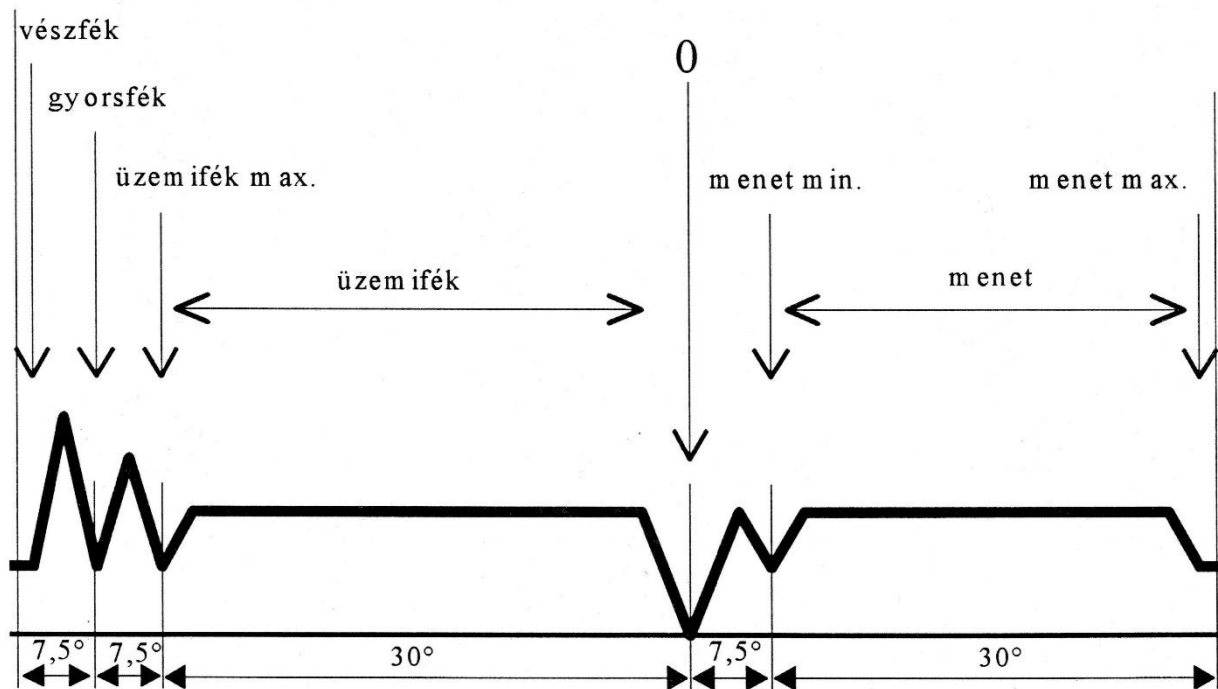 vészfék
0
gyorsfék
üzemifék max.
menet min.
menet max.
üzemifék
menet
7,5°
7,5°
30°
7,5°
30°